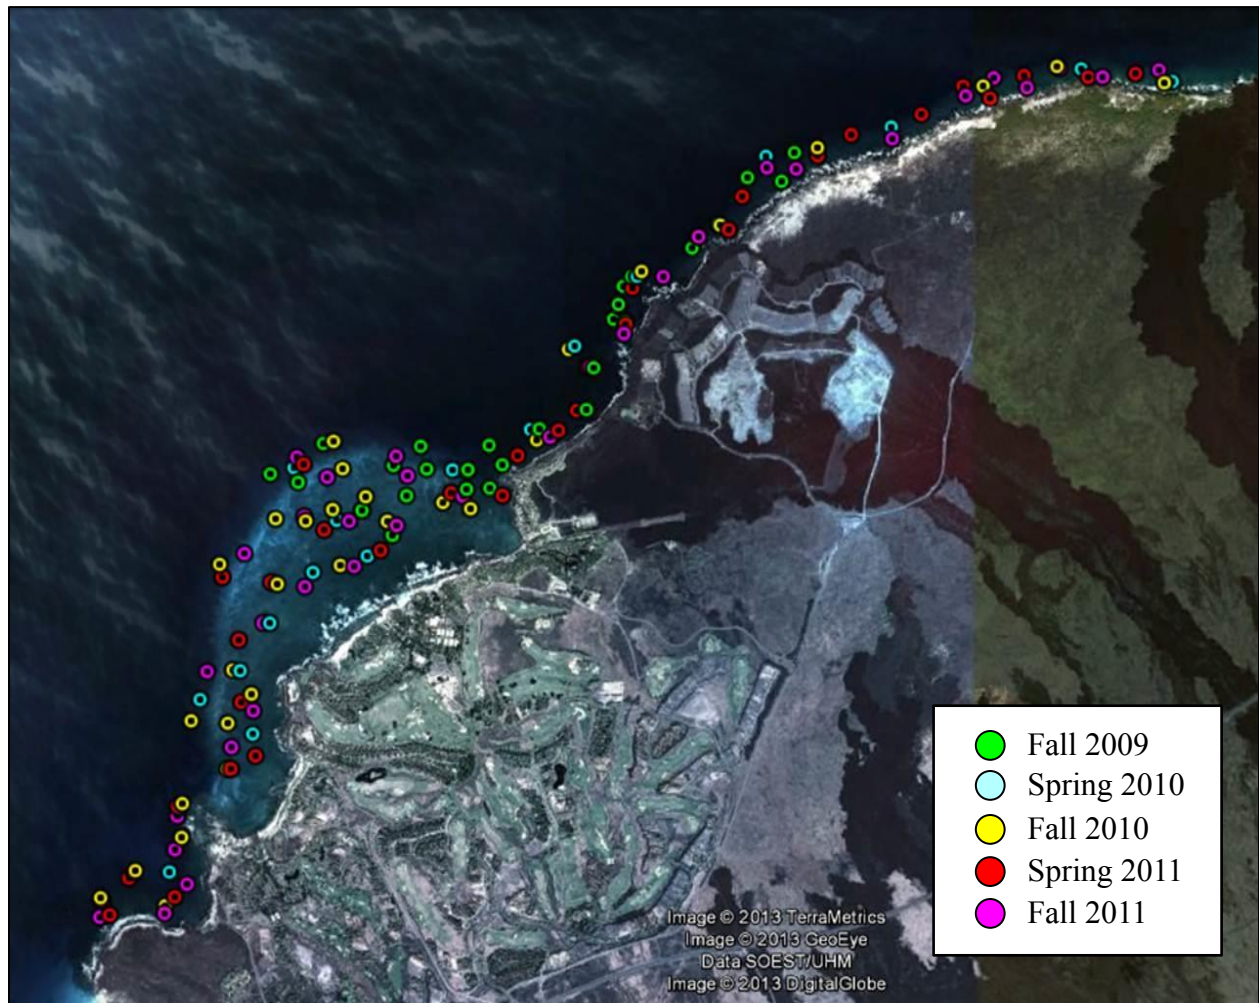 Fall 2009
Spring 2010
Fall 2010
Spring 2011
Fall 2011
Image © 2013 TerraMetrics
Image © 2013 GeoEye
Data SOEST/UHM
Image © 2013 DigitalGlobe